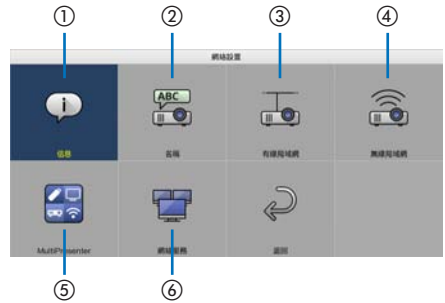 ① ② ③ ④
網絡設置
ABC
信息 名稱 有線局域網 無線局域網
MultiPresenter 網絡服務 返回
⑤ ⑥